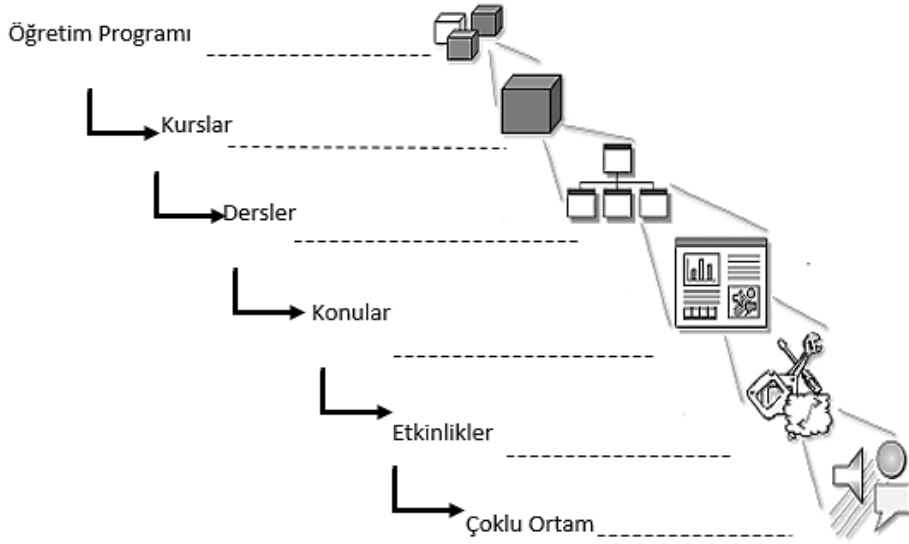 Öğretim Programı
Kurslar
Dersler
Konular
Etkinlikler
Çoklu Ortam